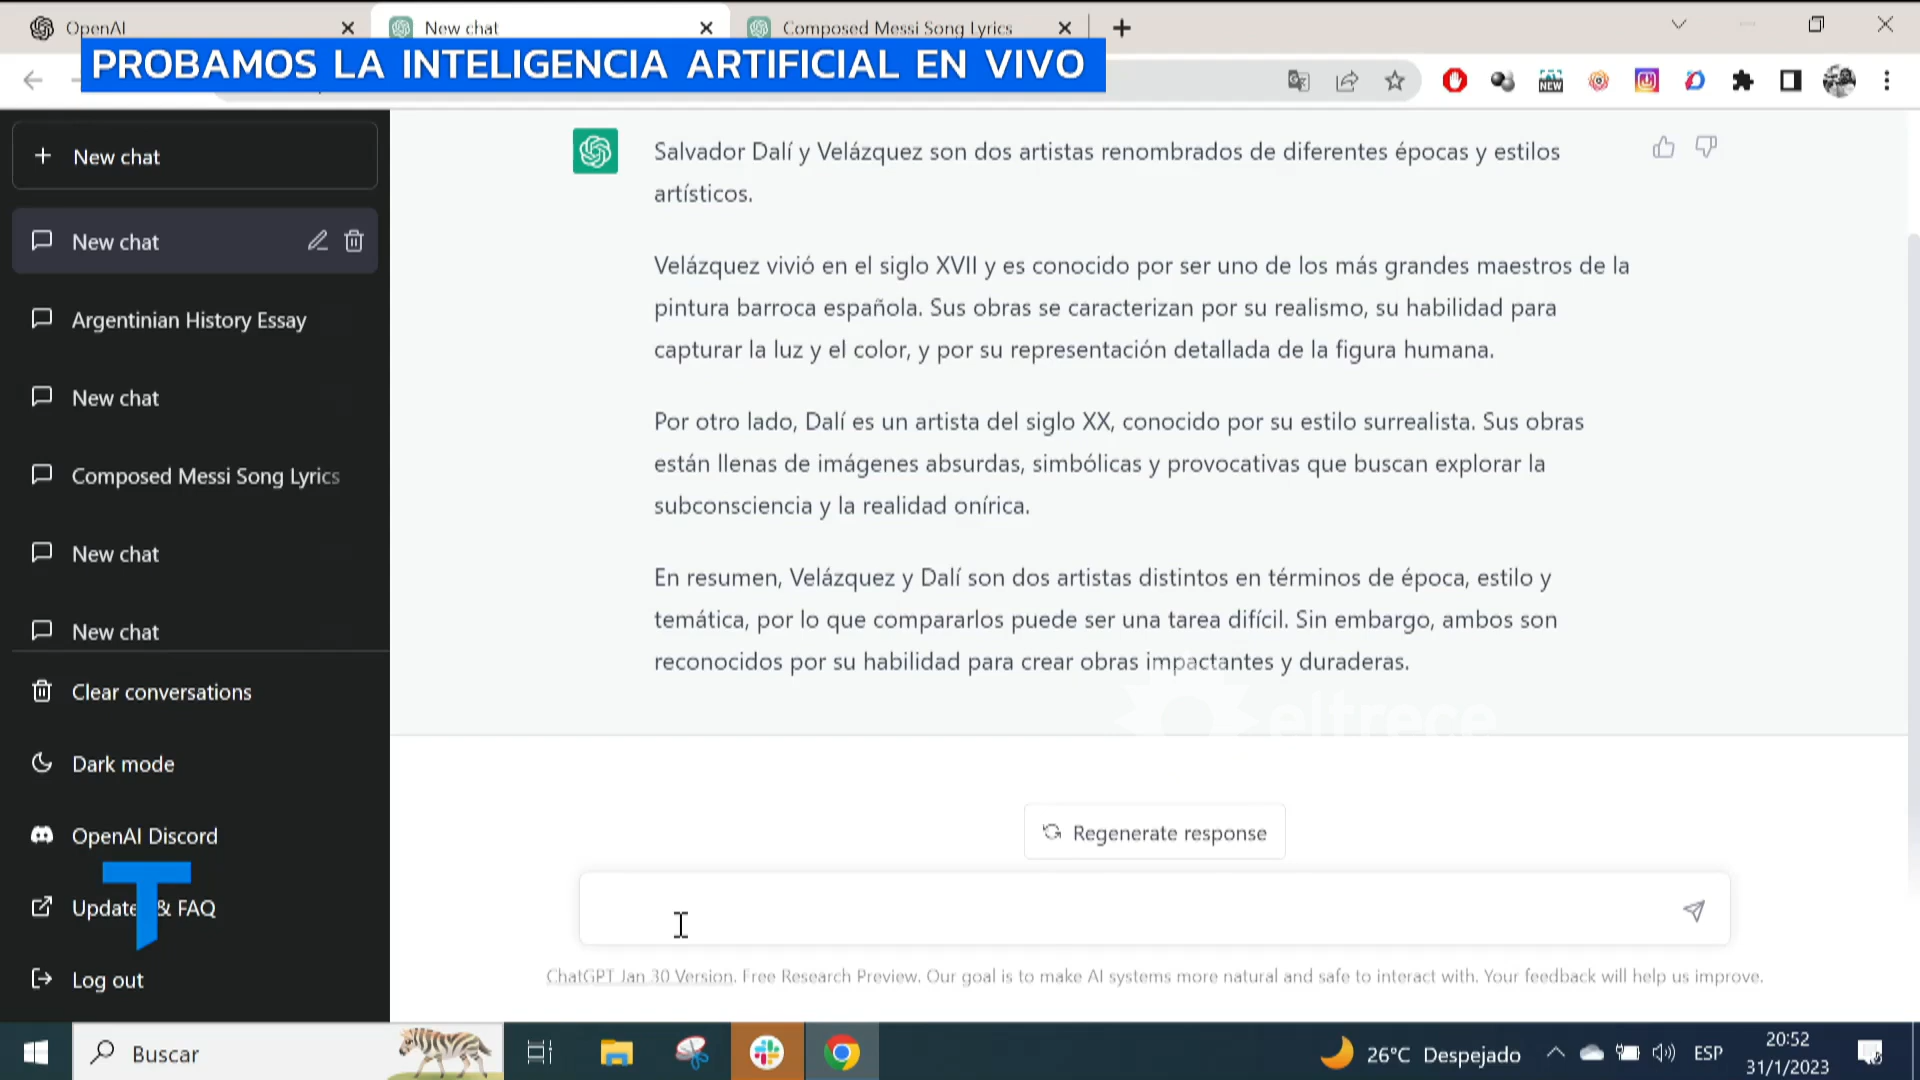 OpenAI
New chat
Composed Messi Song Lyrics
PROBAMOS LA INTELIGENCIA ARTIFICIAL EN VIVO
NEW
New chat
New chat
Argentinian History Essay
New chat
Composed Messi Song Lyrics
New chat
New chat
Clear conversations
Dark mode
OpenAI Discord
Update & FAQ
Log out
Salvador Dalí y Velázquez son dos artistas renombrados de diferentes épocas y estilos
artísticos.
Velázquez vivió en el siglo XVII y es conocido por ser uno de los más grandes maestros de la
pintura barroca española. Sus obras se caracterizan por su realismo, su habilidad para
capturar la luz y el color, y por su representación detallada de la figura humana.
Por otro lado, Dalí es un artista del siglo XX, conocido por su estilo surrealista. Sus obras
están llenas de imágenes absurdas, simbólicas y provocativas que buscan explorar la
subconsciencia y la realidad onírica.
En resumen, Velázquez y Dalí son dos artistas distintos en términos de época, estilo y
temática, por lo que compararlos puede ser una tarea difícil. Sin embargo, ambos son
reconocidos por su habilidad para crear obras impactantes y duraderas.
eltrece
Regenerate response
ChatGPT Jan 30 Version. Free Research Preview. Our goal is to make AI systems more natural and safe to interact with. Your feedback will help us improve.
T
Buscar
26°C Despejado
ESP
20:52
31/1/2023